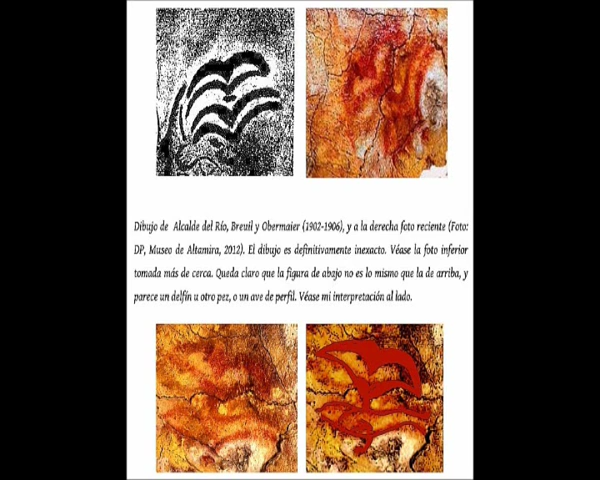 Dibujo de Alcalde del Río, Breuil y Obermaier (1902-1906), y a la derecha foto reciente (Foto:
DP, Museo de Altamira, 2012). El dibujo es definitivamente inexacto. Véase la foto inferior
tomada más de cerca. Queda claro que la figura de abajo no es lo mismo que la de arriba, y
parece un delfín u otro pez, o un ave de perfil. Véase mi interpretación al lado.